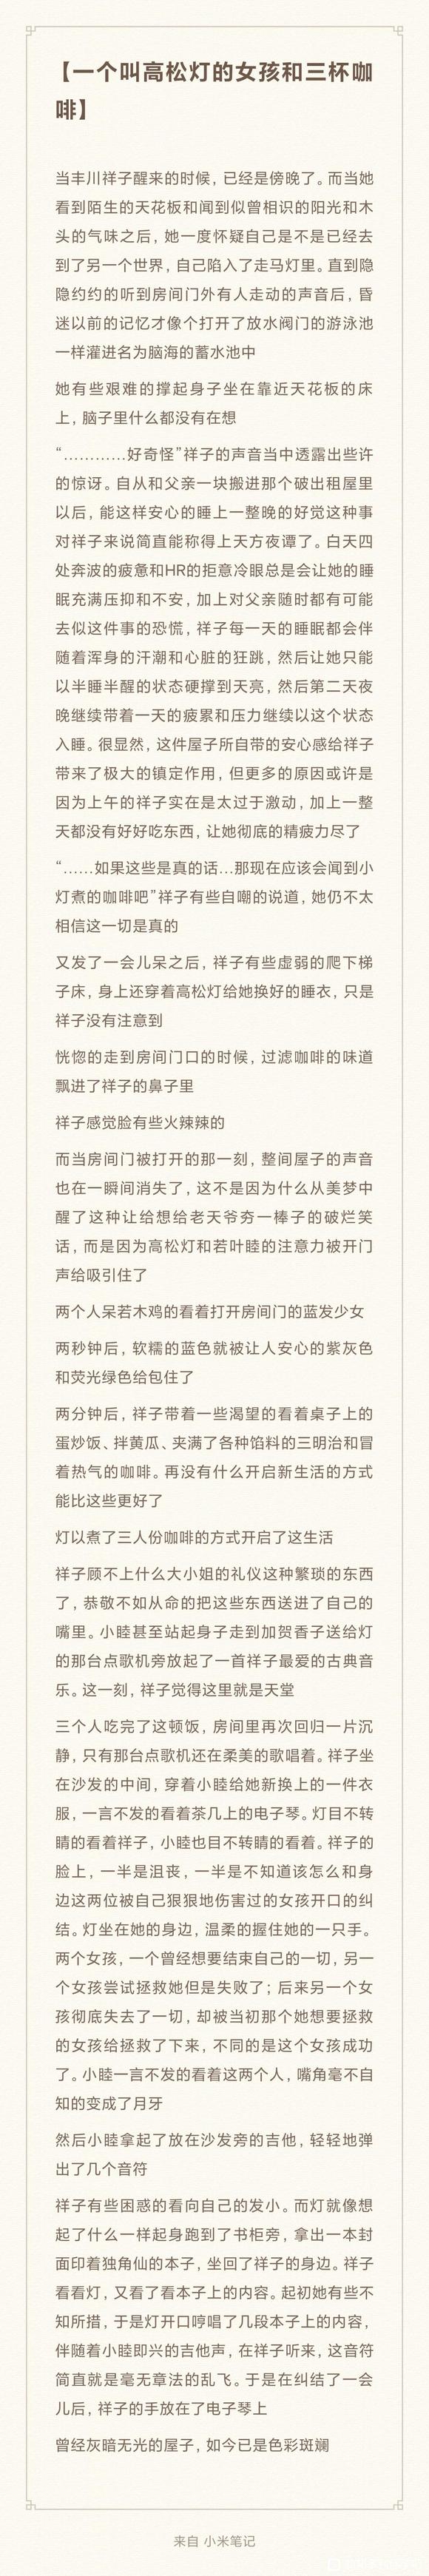 【一个叫高松灯的女孩和三杯咖
啡】
当丰川祥子醒来的时候，已经是傍晚了。而当她
看到陌生的天花板和闻到似曾相识的阳光和木
头的气味之后，她一度怀疑自己是不是已经去
到了另一个世界，自己陷入了走马灯里。直到隐
隐约约的听到房间门外有人走动的声音后，昏
迷以前的记忆才像个打开了放水阀门的游泳池
一样灌进名为脑海的蓄水池中
她有些艰难的撑起身子坐在靠近天花板的床
上，脑子里什么都没有在想
“…………好奇怪”祥子的声音当中透露出些许
的惊讶。自从和父亲一块搬进那个破出租屋里
以后，能这样安心的睡上一整晚的好觉这种事
对祥子来说简直能称得上天方夜谭了。白天四
处奔波的疲惫和HR的拒意冷眼总是会让她的睡
眠充满压抑和不安，加上对父亲随时都有可能
去似这件事的恐慌，祥子每一天的睡眠都会伴
随着浑身的汗潮和心脏的狂跳，然后让她只能
以半睡半醒的状态硬撑到天亮，然后第二天夜
晚继续带着一天的疲累和压力继续以这个状态
入睡。很显然，这件屋子所自带的安心感给祥子
带来了极大的镇定作用，但更多的原因或许是
因为上午的祥子实在是太过于激动，加上一整
天都没有好好吃东西，让她彻底的精疲力尽了
“……如果这些是真的话…那现在应该会闻到小
灯煮的咖啡吧”祥子有些自嘲的说道，她仍不太
相信这一切是真的
又发了一会儿呆之后，祥子有些虚弱的爬下梯
子床，身上还穿着高松灯给她换好的睡衣，只是
祥子没有注意到
恍惚的走到房间门口的时候，过滤咖啡的味道
飘进了祥子的鼻子里
祥子感觉脸有些火辣辣的
而当房间门被打开的那一刻，整间屋子的声音
也在一瞬间消失了，这不是因为什么从美梦中
醒了这种让给想给老天爷夯一棒子的破烂笑
话，而是因为高松灯和若叶睦的注意力被开门
声给吸引住了
两个人呆若木鸡的看着打开房间门的蓝发少女
两秒钟后，软糯的蓝色就被让人安心的紫灰色
和荧光绿色给包住了
两分钟后，祥子带着一些渴望的看着桌子上的
蛋炒饭、拌黄瓜、夹满了各种馅料的三明治和冒
着热气的咖啡。再没有什么开启新生活的方式
能比这些更好了
灯以煮了三人份咖啡的方式开启了这生活
祥子顾不上什么大小姐的礼仪这种繁琐的东西
了，恭敬不如从命的把这些东西送进了自己的
嘴里。小睦甚至站起身子走到加贺香子送给灯
的那台点歌机旁放起了一首祥子最爱的古典音
乐。这一刻，祥子觉得这里就是天堂
三个人吃完了这顿饭，房间里再次回归一片沉
静，只有那台点歌机还在柔美的歌唱着。祥子坐
在沙发的中间，穿着小睦给她新换上的一件衣
服，一言不发的看着茶几上的电子琴。灯目不转
睛的看着祥子，小睦也目不转睛的看着。祥子的
脸上，一半是沮丧，一半是不知道该怎么和身
边这两位被自己狠狠地伤害过的女孩开口的纠
结。灯坐在她的身边，温柔的握住她的一只手。
两个女孩，一个曾经想要结束自己的一切，另一
个女孩尝试拯救她但是失败了；后来另一个女
孩彻底失去了一切，却被当初那个她想要拯救
的女孩给拯救了下来，不同的是这个女孩成功
了。小睦一言不发的看着这两个人，嘴角毫不自
知的变成了月牙
然后小睦拿起了放在沙发旁的吉他，轻轻地弹
出了几个音符
祥子有些困惑的看向自己的发小。而灯就像想
起了什么一样起身跑到了书柜旁，拿出一本封
面印着独角仙的本子，坐回了祥子的身边。祥子
看看灯，又看了看本子上的内容。起初她有些不
知所措，于是灯开口哼唱了几段本子上的内容，
伴随着小睦即兴的吉他声，在祥子听来，这音符
简直就是毫无章法的乱飞。于是在纠结了一会
儿后，祥子的手放在了电子琴上
曾经灰暗无光的屋子，如今已是色彩斑斓
来自 小米笔记